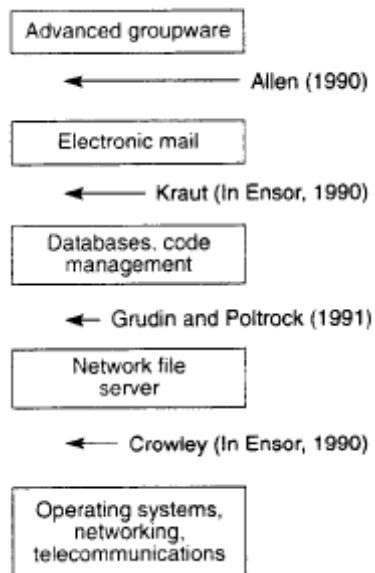 Advanced groupware
Allen (1990)
Electronic mail
Kraut (In Ensor, 1990)
Databases, code
management
Grudin and Poltrock (1991)
Network file
server
Crowley (In Ensor, 1990)
Operating systems,
networking,
telecommunications